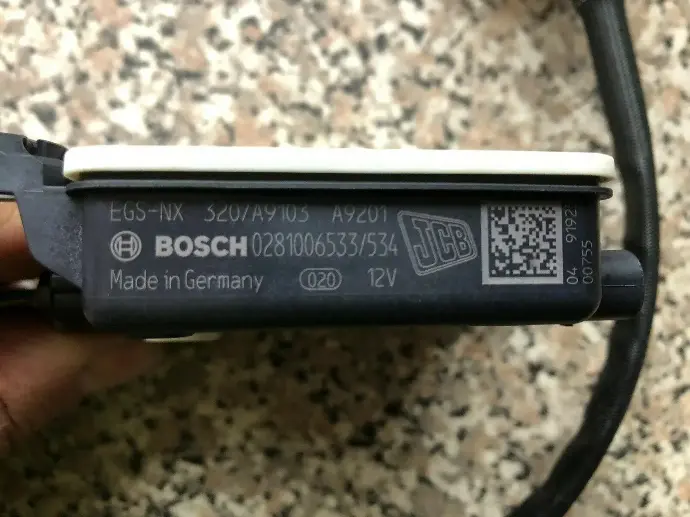 EGS-NX 320/A9103 A9201
BOSCH 0281006533/534
JCB
Made in Germany 020 12V
04 9192
00755